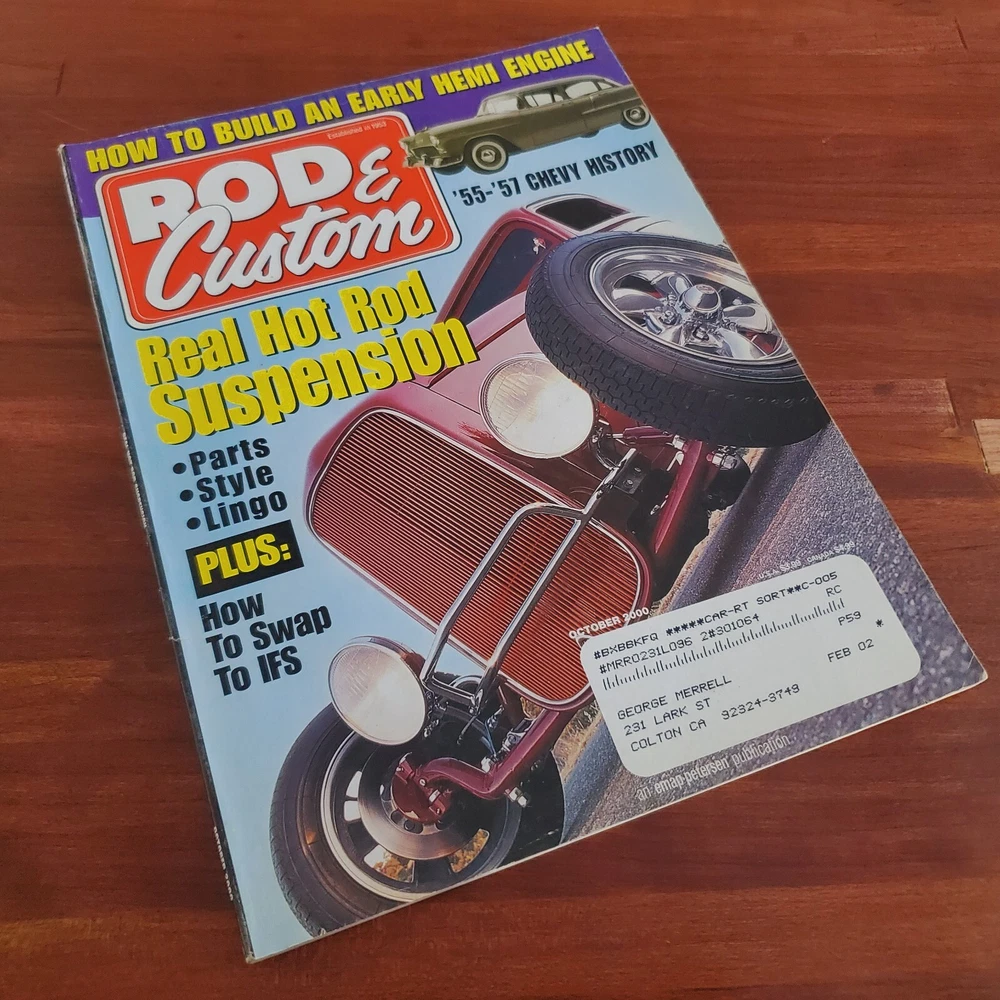 HOW TO BUILD AN EARLY HEMI ENGINE
Established in 1953
ROD &
Custom
'55-'57 CHEVY HISTORY
Real Hot Rod
Suspension
•Parts
•Style
•Lingo
PLUS:
How
To Swap
To IFS
OCTOBER 2000
#BXBBKFQ *****CAR-RT SORT**C-005
#MRR0231L096 2#301064 RC
P59
FEB 02 *
GEORGE MERRELL
231 LARK ST
COLTON CA 92324-3749
an emap·petersen publication